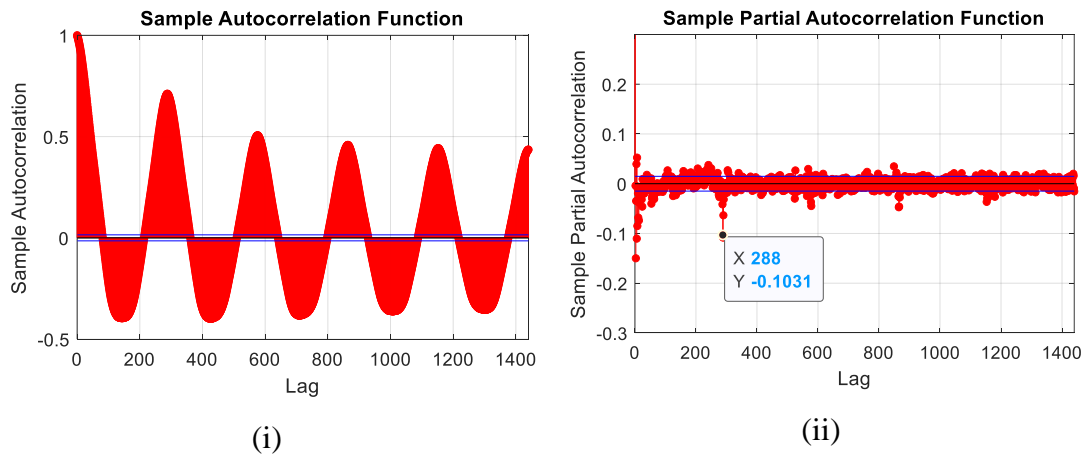 Sample Autocorrelation Function
Sample Autocorrelation
1
0.5
0
-0.5
0 200 400 600 800 1000 1200 1400
Lag
(i)
Sample Partial Autocorrelation Function
Sample Partial Autocorrelation
0.2
0.1
0
-0.1
-0.2
-0.3
X 288
Y -0.1031
0 200 400 600 800 1000 1200 1400
Lag
(ii)